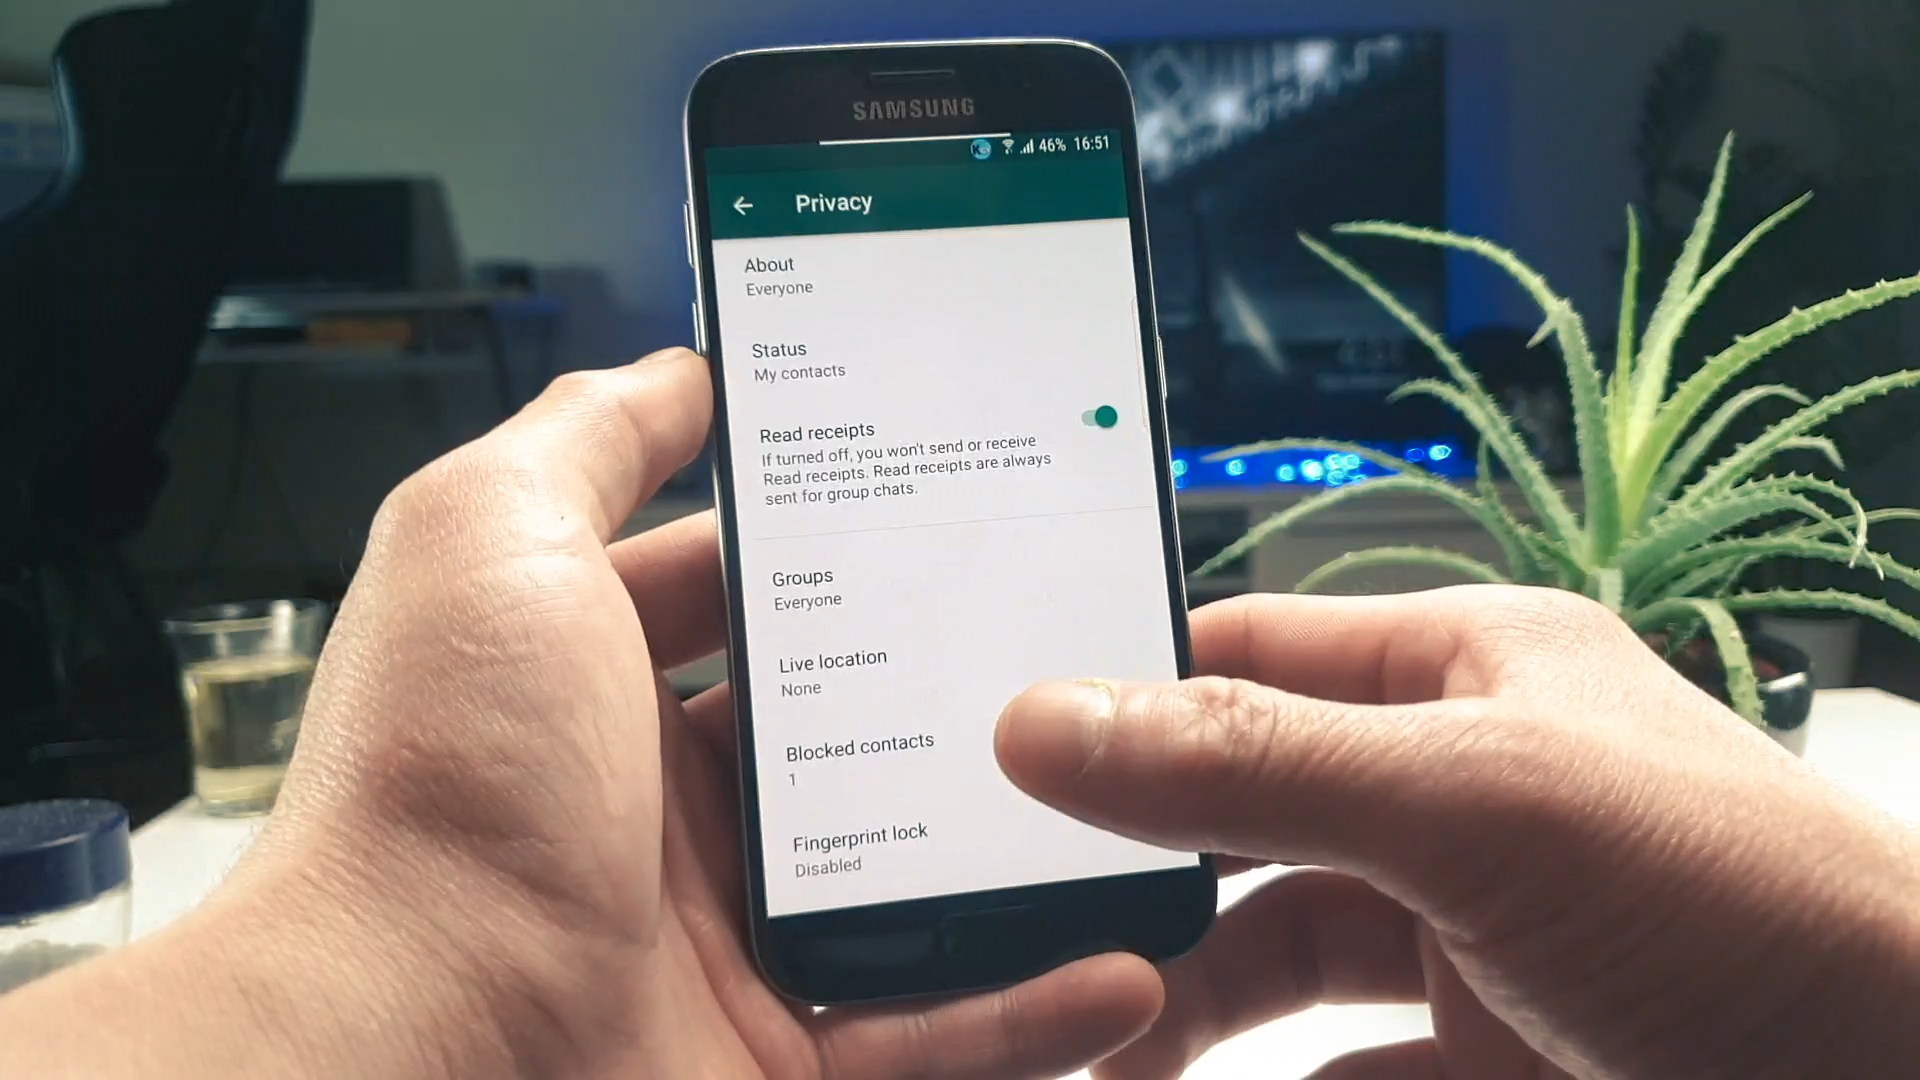 SAMSUNG
46% 16:51
Privacy
About
Everyone
Status
My contacts
Read receipts
If turned off, you won't send or receive
Read receipts. Read receipts are always
sent for group chats.
Groups
Everyone
Live location
None
Blocked contacts
1
Fingerprint lock
Disabled